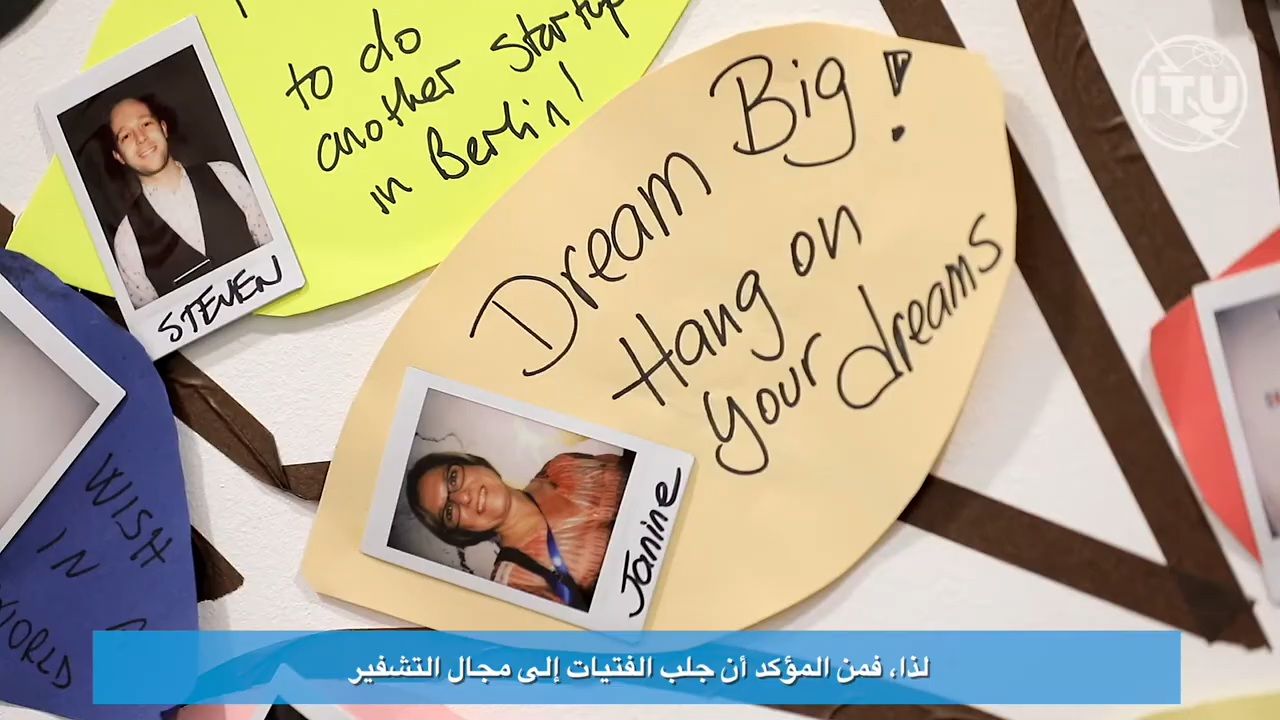 to do
another startup
in Berlin!
STEVEN
Dream Big!
Hang on
your dreams
Janine
WISH
IN
WORLD
ITU
لذا، فمن المؤكد أن جلب الفتيات إلى مجال التشفير